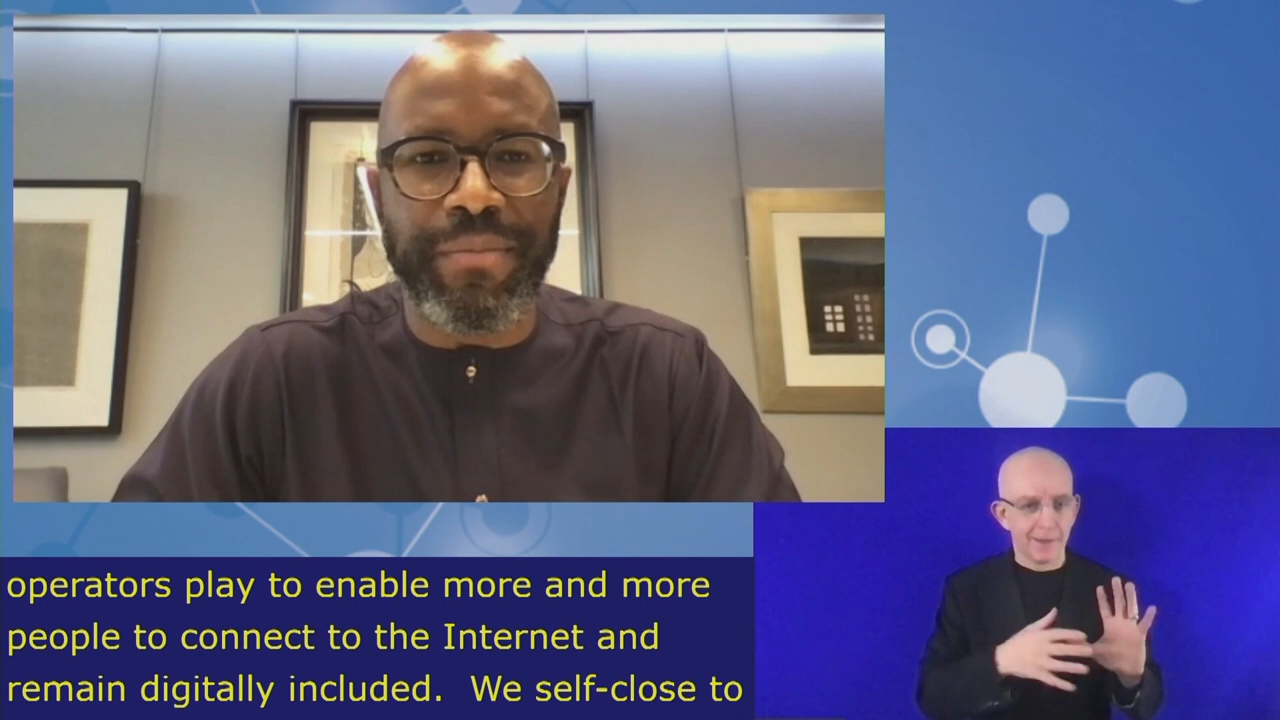 operators play to enable more and more
people to connect to the Internet and
remain digitally included.  We self-close to